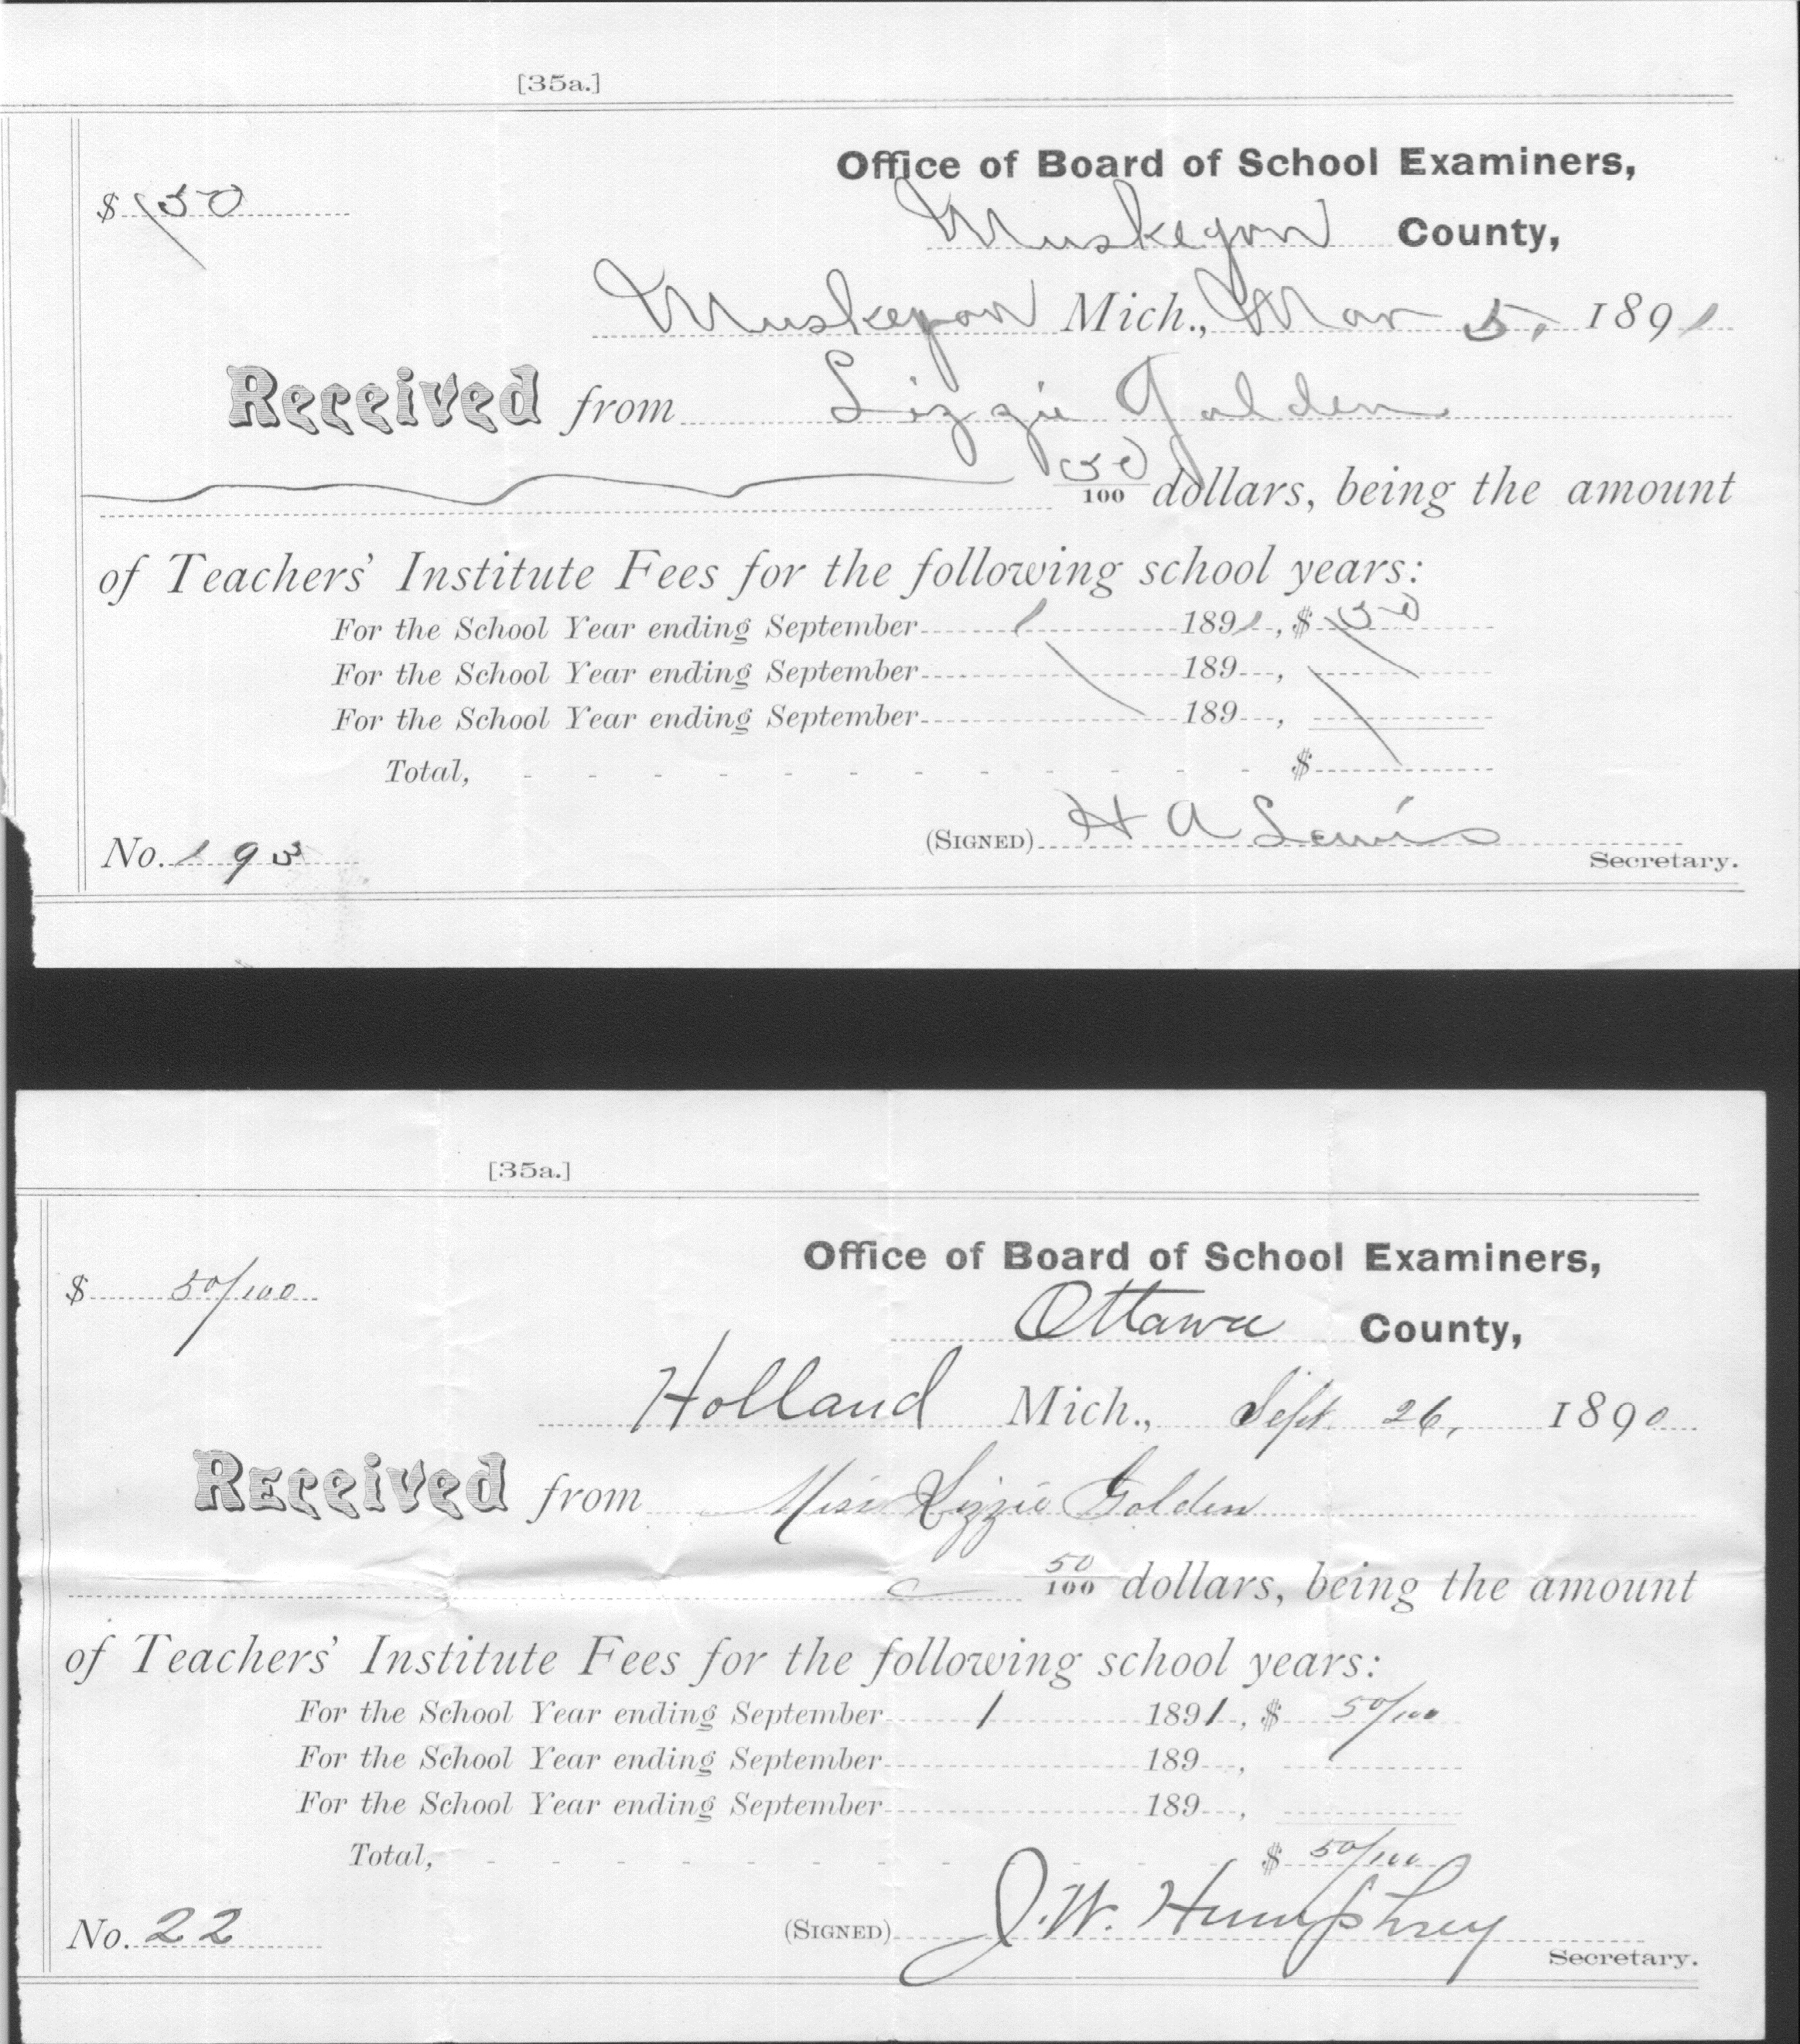 [35a.]
Office of Board of School Examiners,
$ 50
Muskegon County,
Muskegon Mich., Mar 5, 1891
Received from Lizzie Golden
50/100 dollars, being the amount
of Teachers' Institute Fees for the following school years:
For the School Year ending September 1 1891, $ 50
For the School Year ending September 189 ,
For the School Year ending September 189 ,
Total, - - - - - - - - - - - - $
No. 193 (SIGNED) H A Lewis
Secretary.
[35a.]
Office of Board of School Examiners,
$ 50/100
Ottawa County,
Holland Mich., Sept. 26, 1890
Received from Miss Lizzie Golden
50/100 dollars, being the amount
of Teachers' Institute Fees for the following school years:
For the School Year ending September 1 1891, $ 50/100
For the School Year ending September 189 ,
For the School Year ending September 189 ,
Total, - - - - - - - - - - - - $ 50/100
No. 22 (SIGNED) J. W. Humphrey
Secretary.